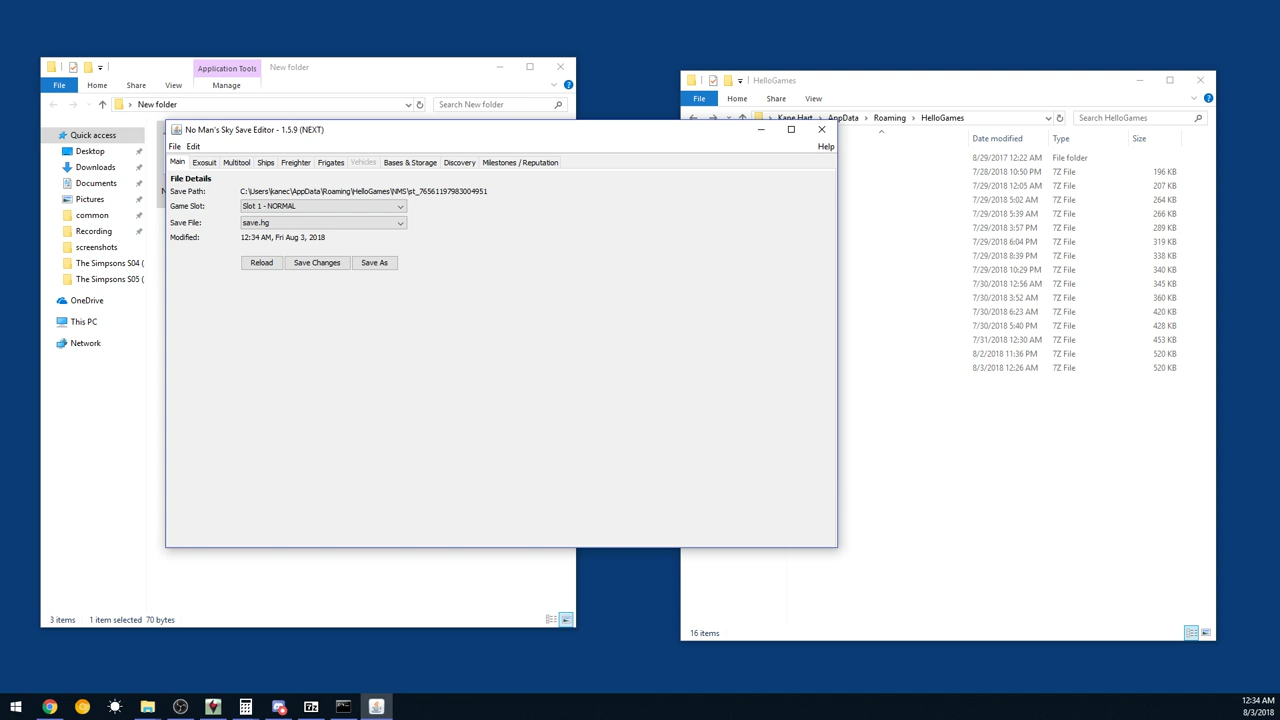 Application Tools
New folder
File
Home
Share
View
Manage
New folder
Search New folder
Quick access
Desktop
Downloads
Documents
Pictures
common
Recording
screenshots
The Simpsons S04 (
The Simpsons S05 (
OneDrive
This PC
Network
3 items
1 item selected 70 bytes
No Man's Sky Save Editor - 1.5.9 (NEXT)
File
Edit
Help
Main
Exosuit
Multitool
Ships
Freighter
Frigates
Vehicles
Bases & Storage
Discovery
Milestones / Reputation
File Details
Save Path:
C:\Users\kanec\AppData\Roaming\HelloGames\NMS\st_76561197983004951
Game Slot:
Slot 1 - NORMAL
Save File:
save.hg
Modified:
12:34 AM, Fri Aug 3, 2018
Reload
Save Changes
Save As
HelloGames
File
Home
Share
View
Kane Hart
AppData
Roaming
HelloGames
Search HelloGames
Date modified
Type
Size
8/29/2017 12:22 AM File folder
7/28/2018 10:50 PM 7Z File 196 KB
7/29/2018 12:05 AM 7Z File 207 KB
7/29/2018 5:02 AM 7Z File 264 KB
7/29/2018 5:39 AM 7Z File 266 KB
7/29/2018 3:57 PM 7Z File 289 KB
7/29/2018 6:04 PM 7Z File 319 KB
7/29/2018 8:39 PM 7Z File 338 KB
7/29/2018 10:29 PM 7Z File 340 KB
7/30/2018 12:56 AM 7Z File 345 KB
7/30/2018 3:52 AM 7Z File 360 KB
7/30/2018 6:23 AM 7Z File 420 KB
7/30/2018 5:40 PM 7Z File 428 KB
7/31/2018 12:30 AM 7Z File 453 KB
8/2/2018 11:36 PM 7Z File 520 KB
8/3/2018 12:26 AM 7Z File 520 KB
16 items
12:34 AM
8/3/2018